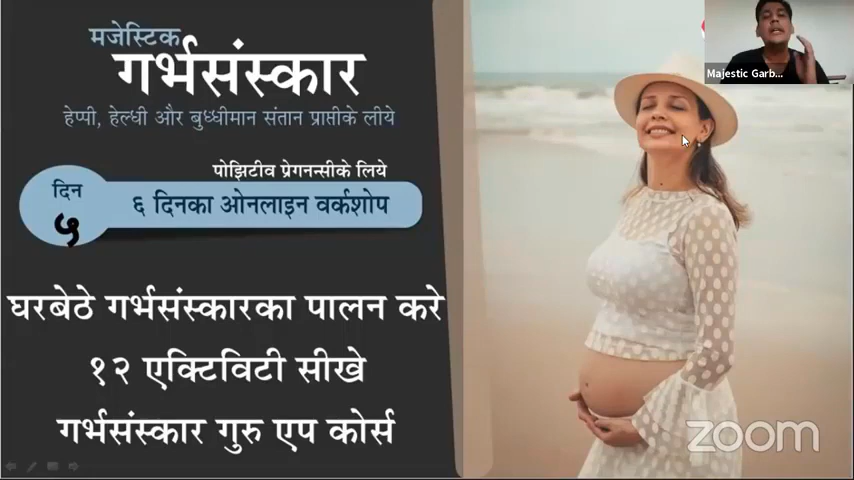 मजेस्टिक
गर्भसंस्कार
हेप्पी, हेल्धी और बुध्धीमान संतान प्राप्तीके लीये
पोझिटीव प्रेगनन्सीके लिये
दिन
५
६ दिनका ओनलाइन वर्कशोप
घरबेठे गर्भसंस्कारका पालन करे
१२ एक्टिविटी सीखे
गर्भसंस्कार गुरु एप कोर्स
Majestic Garb...
zoom